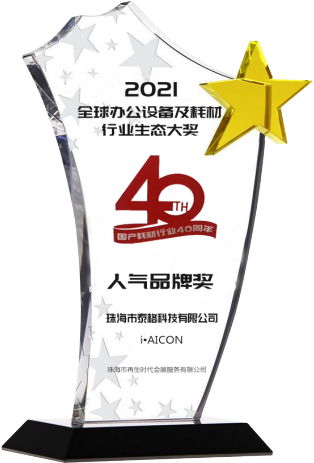 2021
全球办公设备及耗材
行业生态大奖
40TH
国产耗材行业40周年
人气品牌奖
珠海市泰格科技有限公司
i•AICON
珠海市再生时代会展服务有限公司